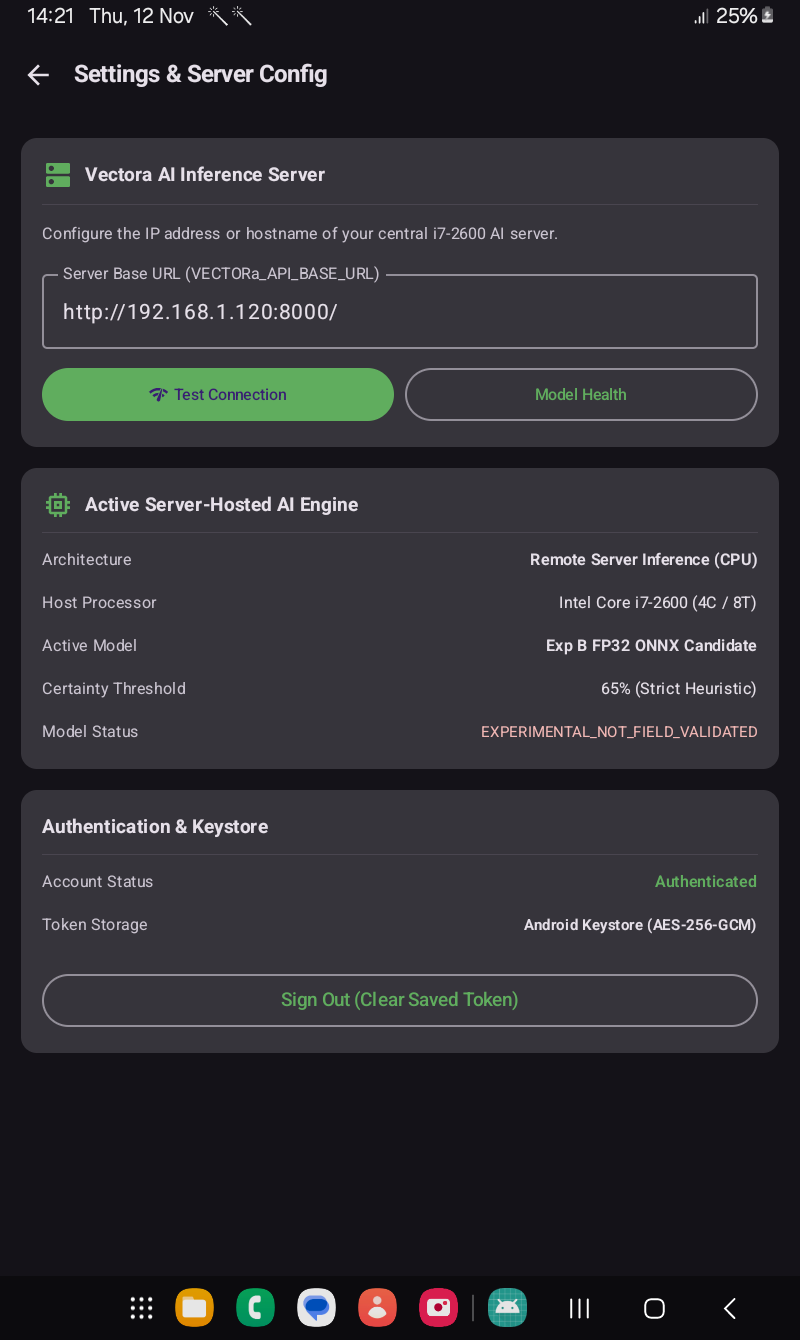 14:21 Thu, 12 Nov 25%
Settings & Server Config
Vectora AI Inference Server
Configure the IP address or hostname of your central i7-2600 AI server.
Server Base URL (VECTORa_API_BASE_URL)
http://192.168.1.120:8000/
Test Connection Model Health
Active Server-Hosted AI Engine
Architecture Remote Server Inference (CPU)
Host Processor Intel Core i7-2600 (4C / 8T)
Active Model Exp B FP32 ONNX Candidate
Certainty Threshold 65% (Strict Heuristic)
Model Status EXPERIMENTAL_NOT_FIELD_VALIDATED
Authentication & Keystore
Account Status Authenticated
Token Storage Android Keystore (AES-256-GCM)
Sign Out (Clear Saved Token)